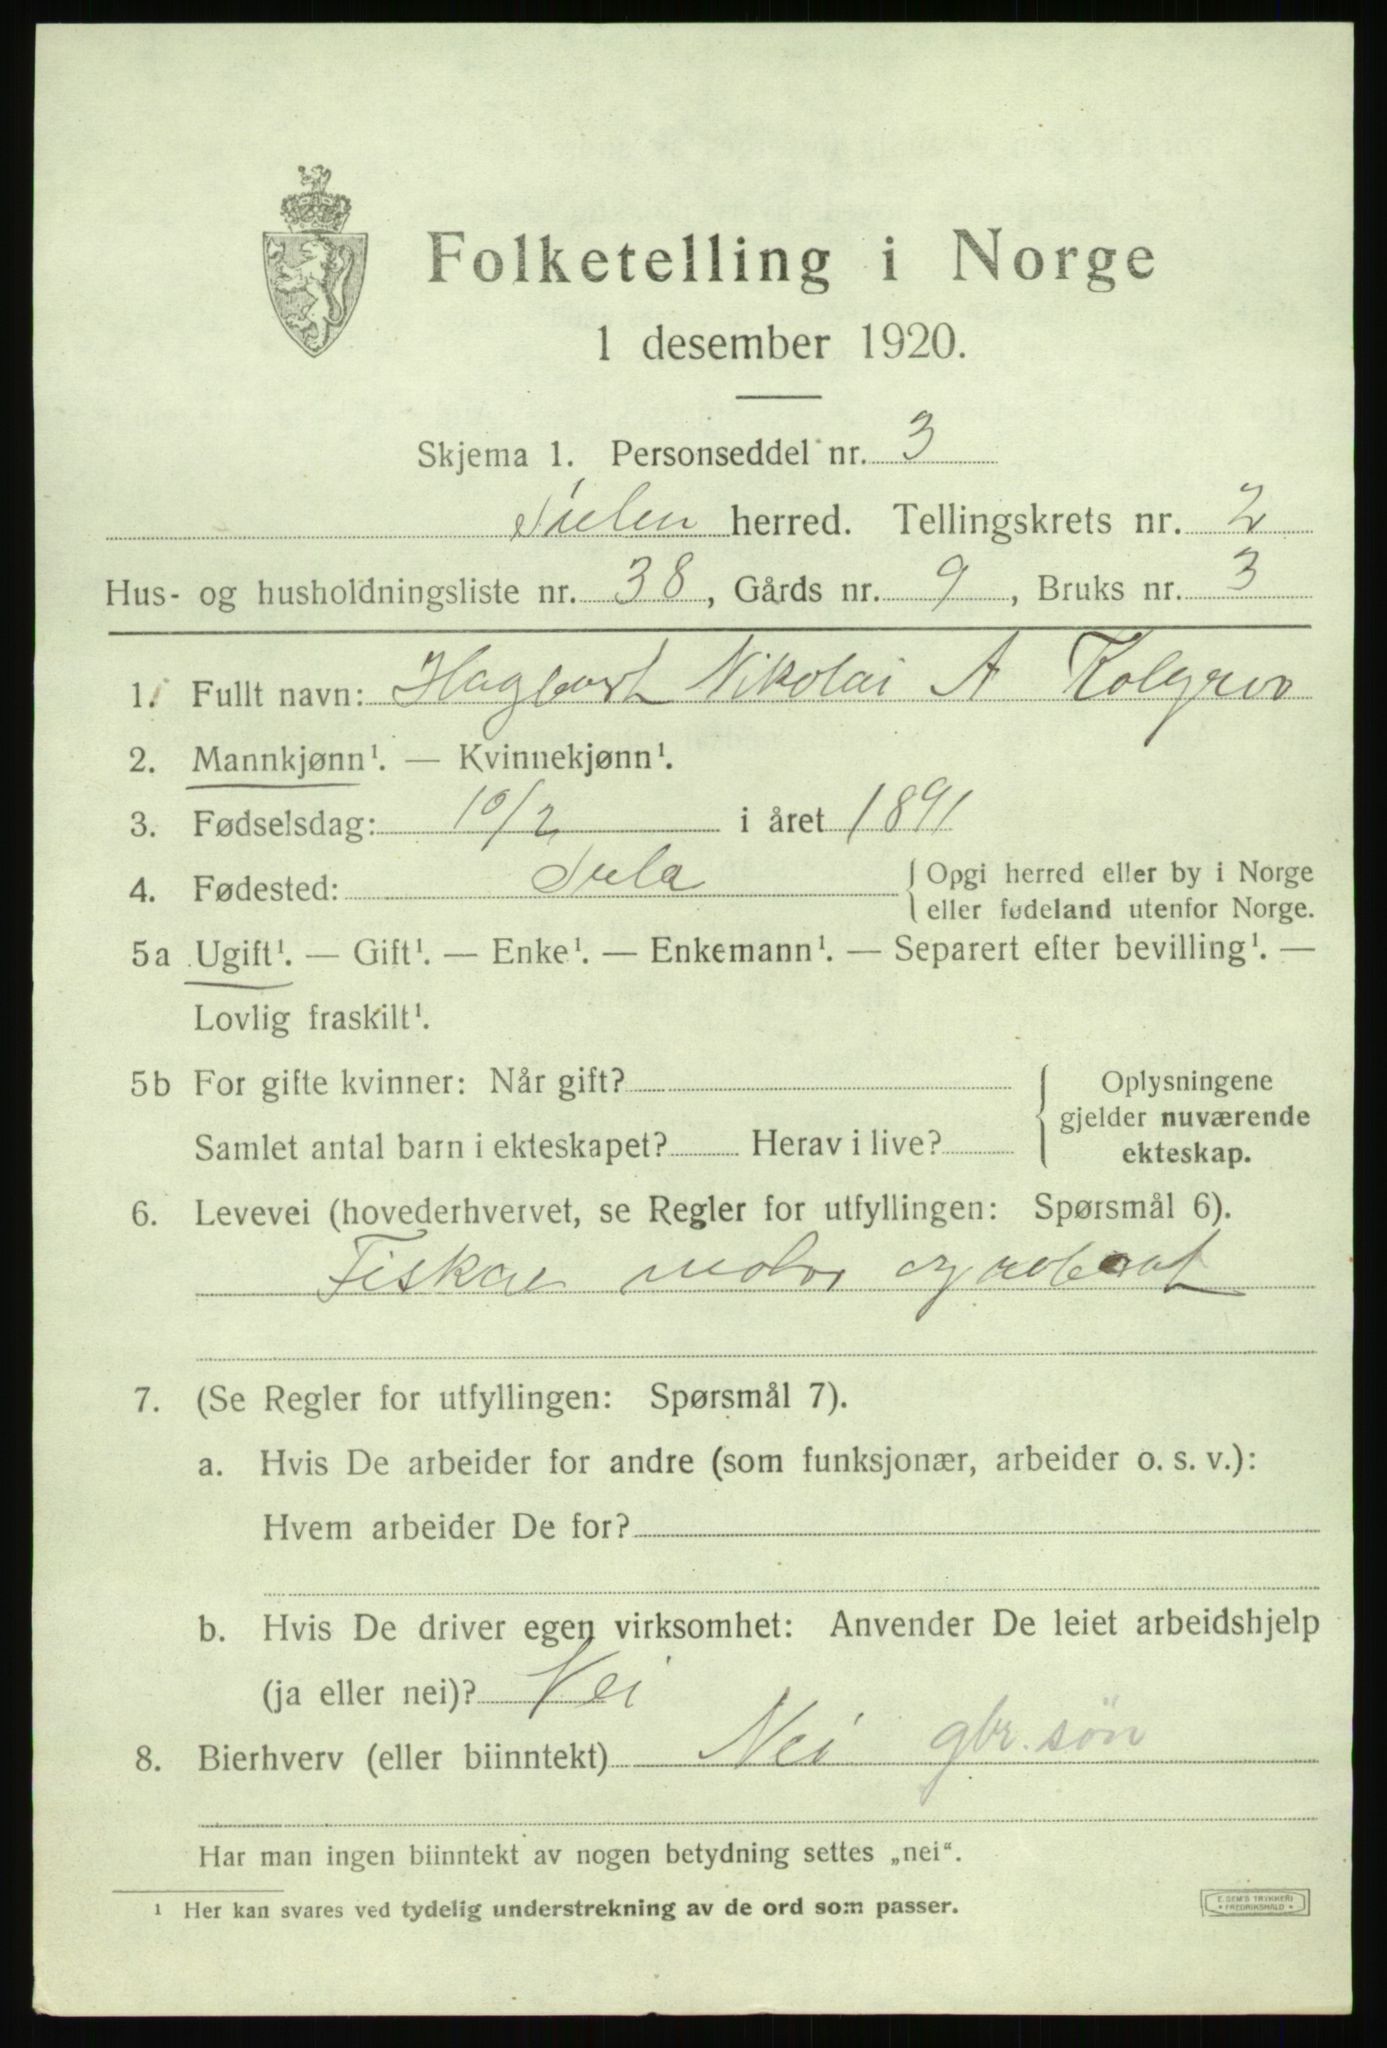 Folketelling i Norge
1 desember 1920.
Skjema 1. Personseddel nr. 3
herred. Tellingskrets nr. 2
Hus- og husholdningsliste nr. 38, Gårds nr. 9, Bruks nr. 3
1. Fullt navn: Hagbart Nikolai A
2. Mannkjønn¹. — Kvinnekjønn¹.
3. Fødselsdag: 10/2 i året 1891
4. Fødested: Sula { Opgi herred eller by i Norge
eller fødeland utenfor Norge.
5a Ugift¹. — Gift¹. — Enke¹. — Enkemann¹. — Separert efter bevilling¹. —
Lovlig fraskilt¹.
5b For gifte kvinner: Når gift? { Oplysningene
gjelder nuværende
Samlet antal barn i ekteskapet? Herav i live?
ekteskap.
6. Levevei (hovederhvervet, se Regler for utfyllingen: Spørsmål 6).
Fisker
7. (Se Regler for utfyllingen: Spørsmål 7).
a. Hvis De arbeider for andre (som funksjonær, arbeider o. s. v.):
Hvem arbeider De for?
b. Hvis De driver egen virksomhet: Anvender De leiet arbeidshjelp
(ja eller nei)? Nei
8. Bierhverv (eller biinntekt) Nei gbr. søn
Har man ingen biinntekt av nogen betydning settes „nei“.
¹ Her kan svares ved tydelig understrekning av de ord som passer.
E. SEM'S TRYKKERI
* FREDRIKSHALD *